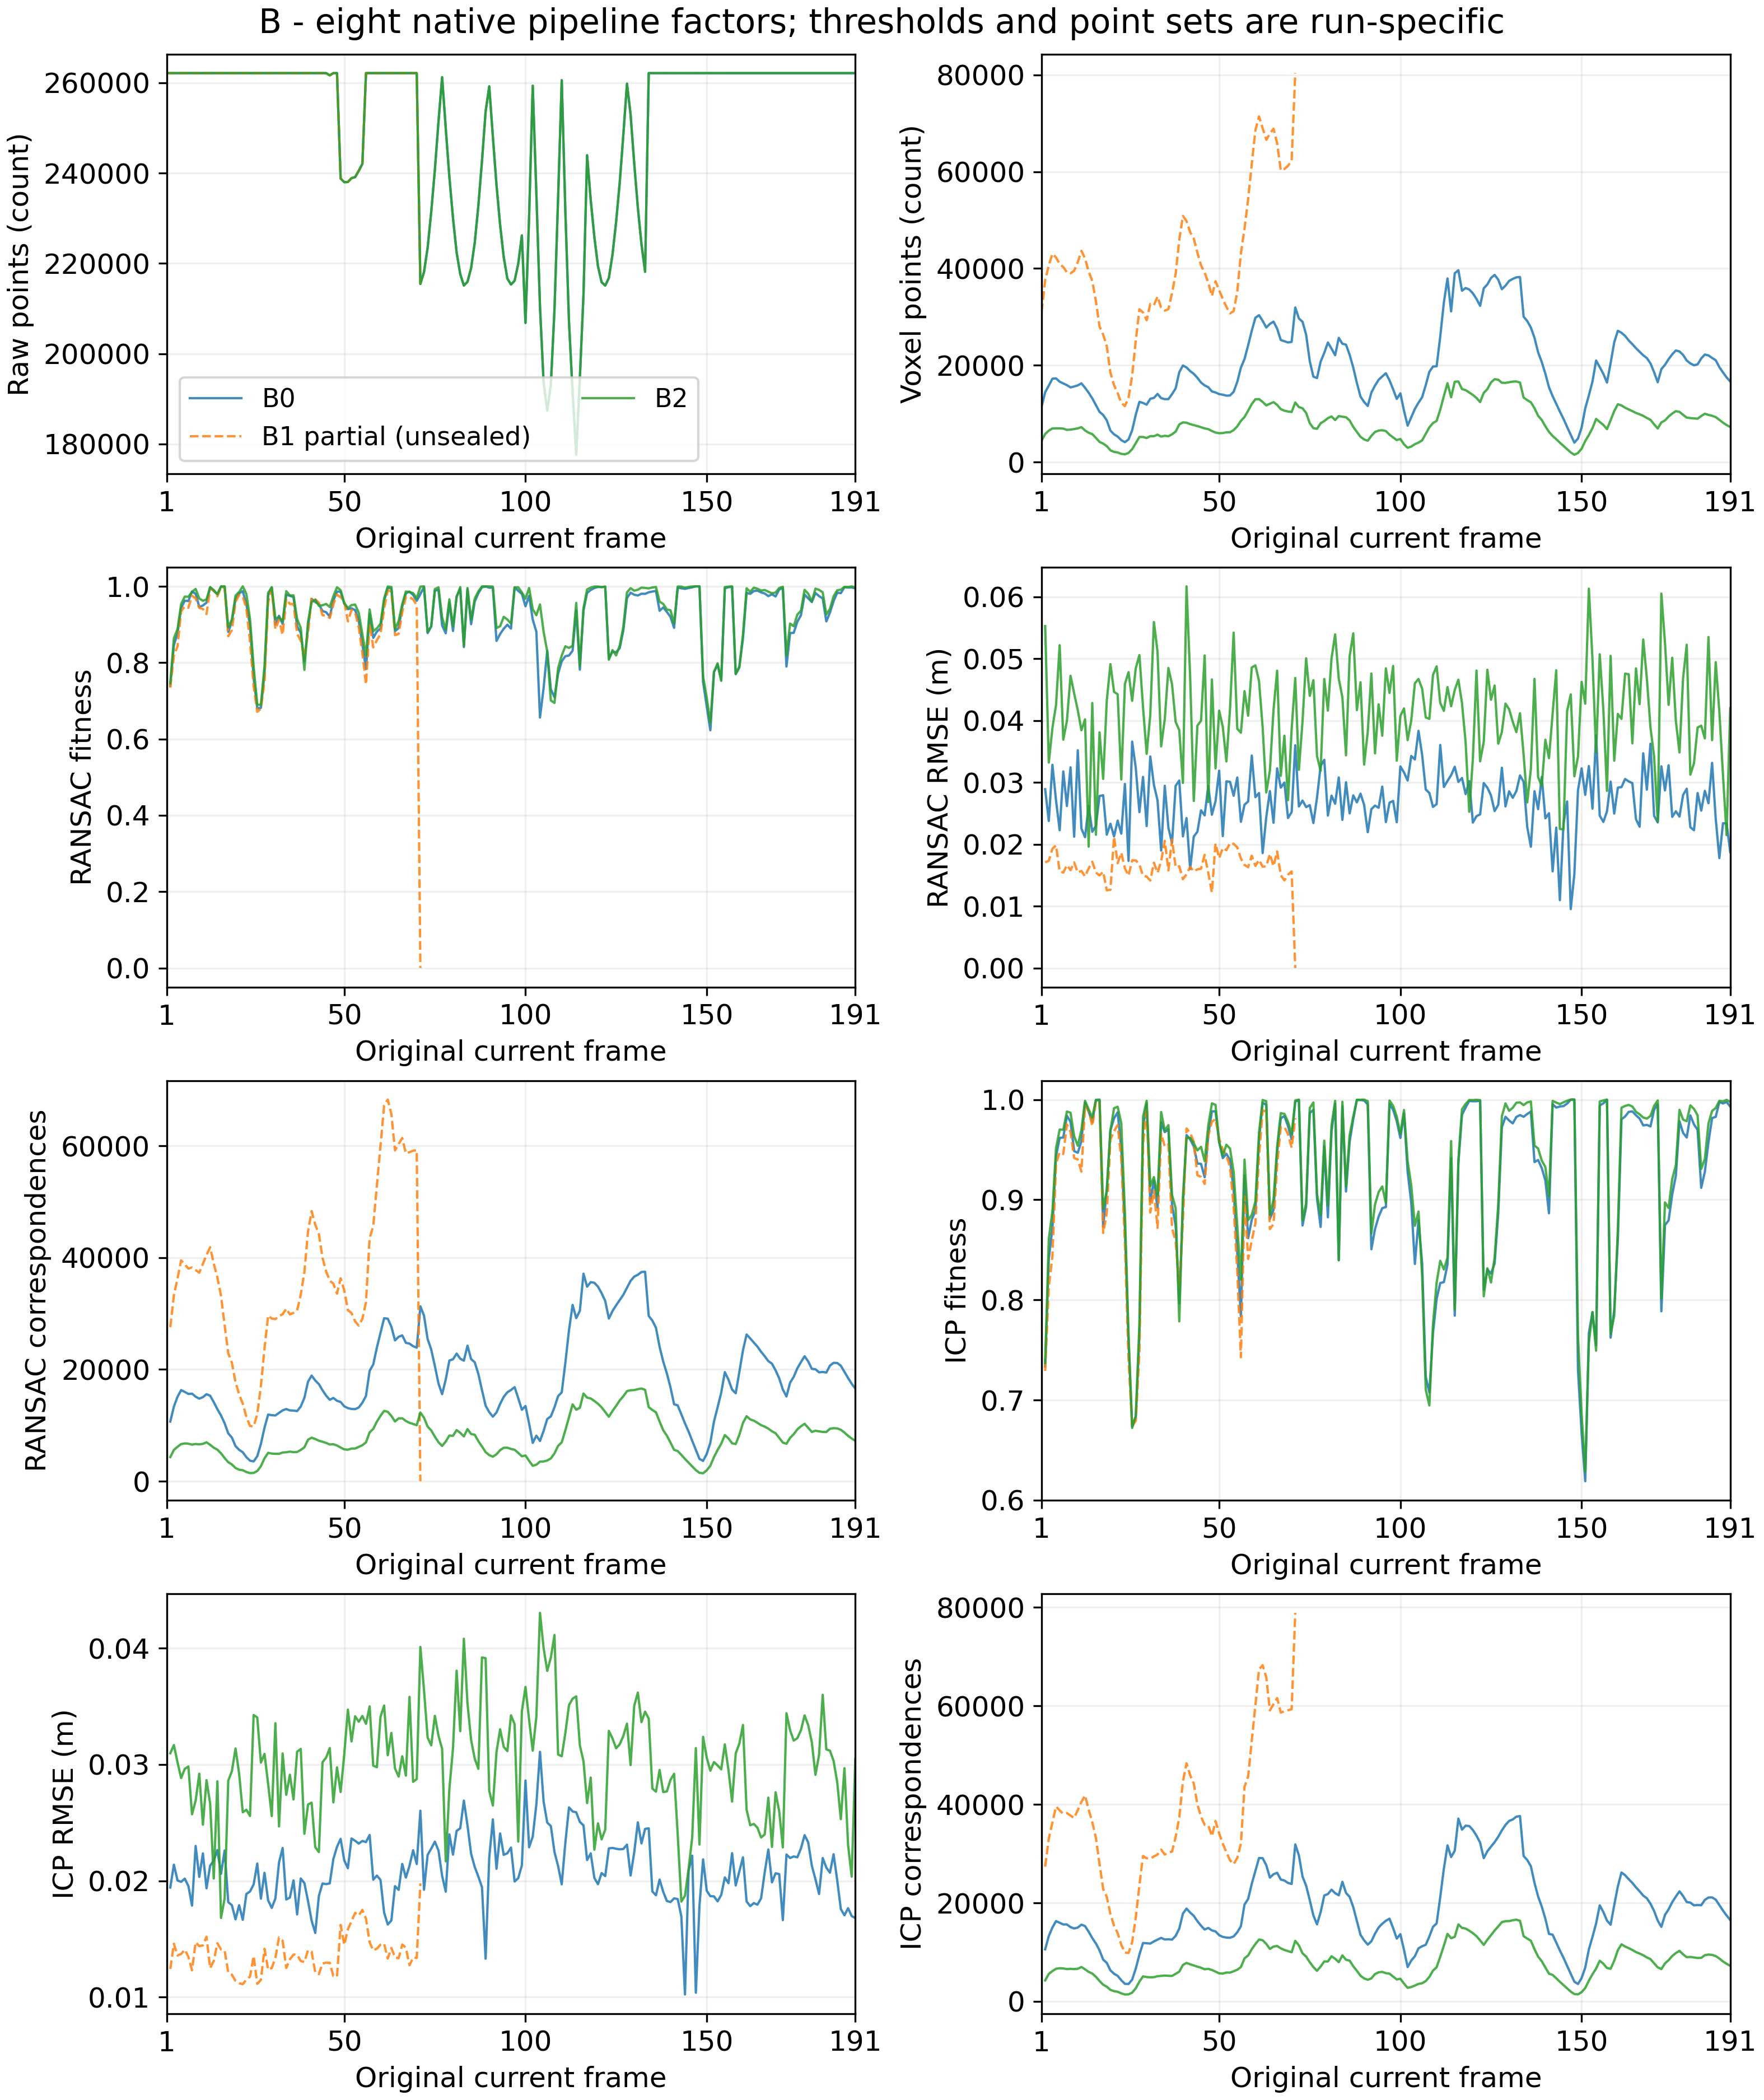 B - eight native pipeline factors; thresholds and point sets are run-specific
Raw points (count)
260000
240000
220000
200000
180000
B0
B1 partial (unsealed)
B2
1 50 100 150 191
Original current frame
Voxel points (count)
80000
60000
40000
20000
0
1 50 100 150 191
Original current frame
RANSAC fitness
1.0
0.8
0.6
0.4
0.2
0.0
1 50 100 150 191
Original current frame
RANSAC RMSE (m)
0.06
0.05
0.04
0.03
0.02
0.01
0.00
1 50 100 150 191
Original current frame
RANSAC correspondences
60000
40000
20000
0
1 50 100 150 191
Original current frame
ICP fitness
1.0
0.9
0.8
0.7
0.6
1 50 100 150 191
Original current frame
ICP RMSE (m)
0.04
0.03
0.02
0.01
1 50 100 150 191
Original current frame
ICP correspondences
80000
60000
40000
20000
0
1 50 100 150 191
Original current frame